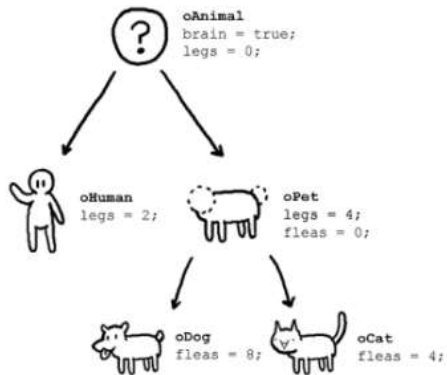 ?
oAnimal
brain = true;
legs = 0;
oHuman
legs = 2;
oPet
legs = 4;
fleas = 0;
oDog
fleas = 8;
oCat
fleas = 4;